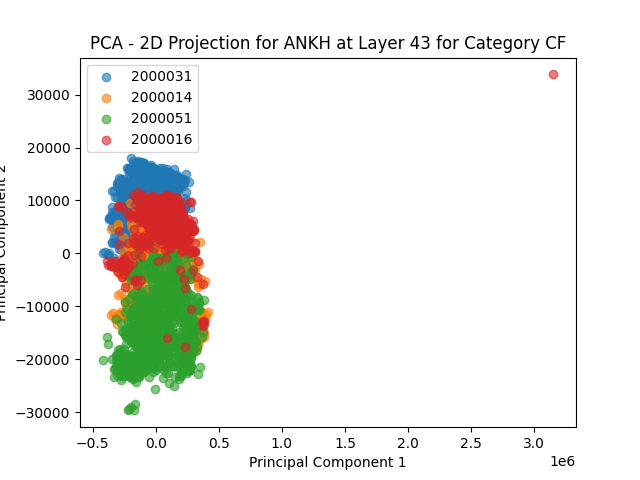 PCA - 2D Projection for ANKH at Layer 43 for Category CF
2000031
2000014
2000051
2000016
30000
20000
10000
0
−10000
−20000
−30000
Component 2
−0.5 0.0 0.5 1.0 1.5 2.0 2.5 3.0
1e6
Principal Component 1